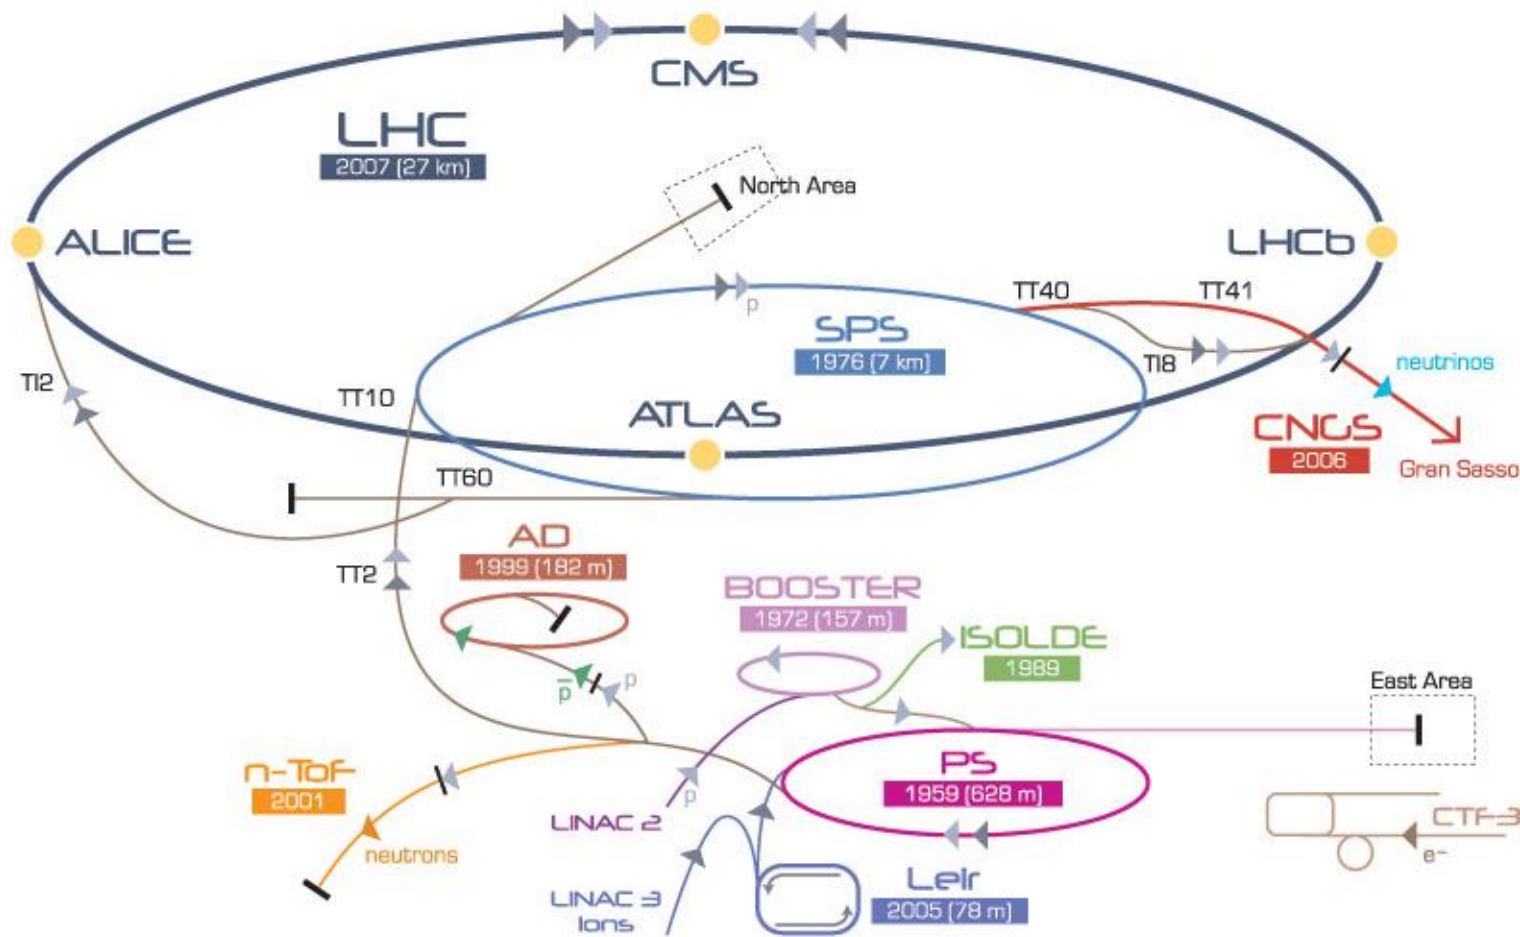 CMS
LHC
2007 (27 km)
North Area
ALICE
LHCb
TT40
TT41
p
SPS
1976 (7 km)
TI8
neutrinos
TI2
TT10
ATLAS
CNGS
2006
Gran Sasso
TT60
AD
1999 (182 m)
TT2
BOOSTER
1972 (157 m)
ISOLDE
1989
p̅
p
East Area
n-ToF
2001
PS
1959 (628 m)
p
LINAC 2
neutrons
CTF-3
e-
LINAC 3
Ions
Leir
2005 (78 m)